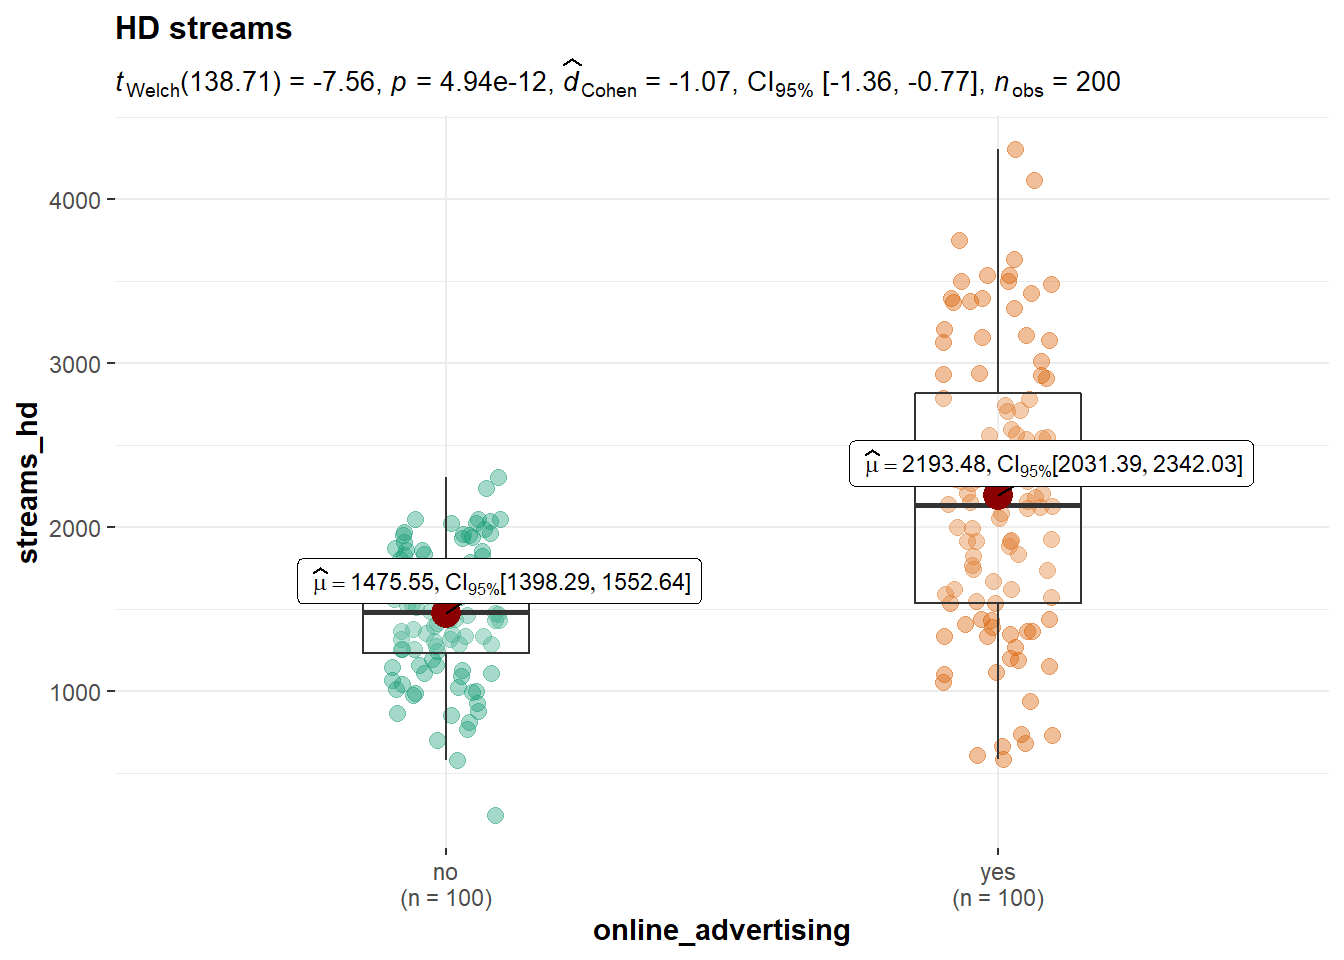 HD streams
t Welch(138.71) = -7.56, p = 4.94e-12, d̂ Cohen = -1.07, CI95% [-1.36, -0.77], n obs = 200
4000
3000
2000
1000
streams_hd
μ̂ = 2193.48, CI95%[2031.39, 2342.03]
μ̂ = 1475.55, CI95%[1398.29, 1552.64]
no
(n = 100)
yes
(n = 100)
online_advertising